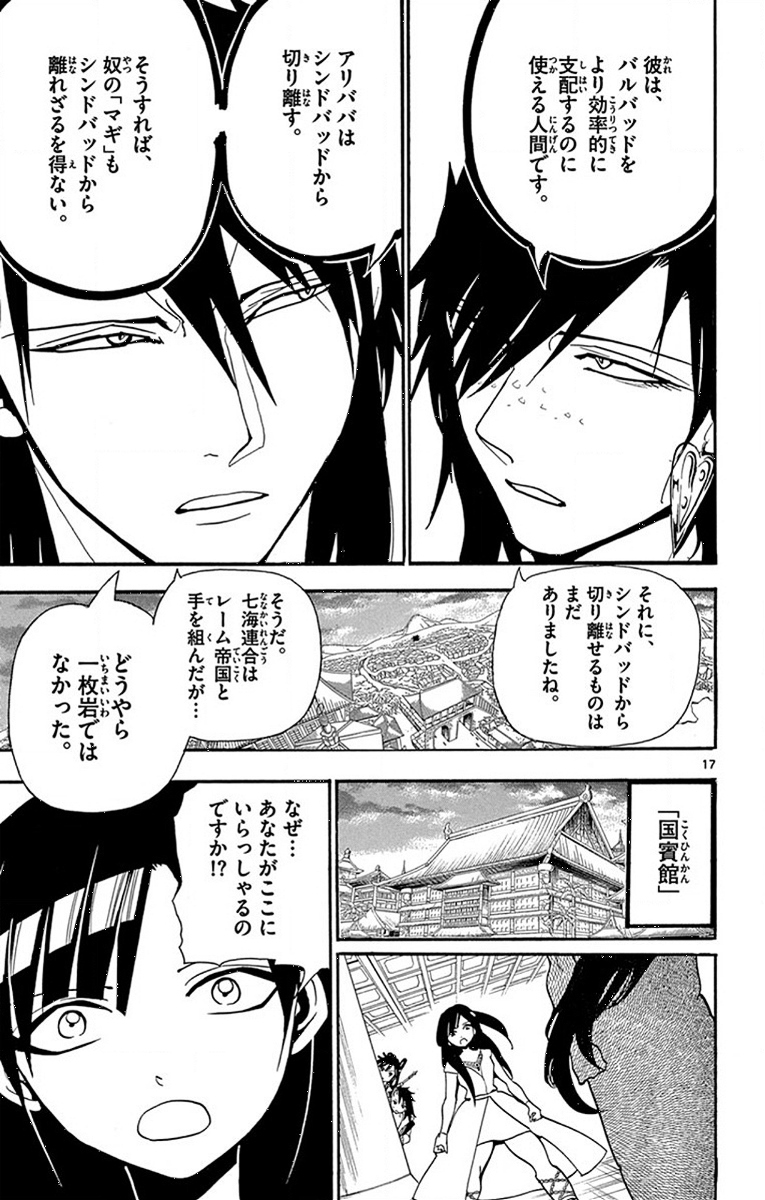 彼は、
バルバッドを
より効率的に
支配するのに
使える人間です。
アリババは
シンドバッドから
切り離す。
そうすれば、
奴の「マギ」も
シンドバッドから
離れざるを得ない。
それに、
シンドバッドから
切り離せるものは
まだ
ありましたね。
そうだ。
七海連合は
レーム帝国と
手を組んだが…
どうやら
一枚岩では
なかった。
17
「国賓館」
なぜ…
あなたがここに
いらっしゃるの
ですか!?